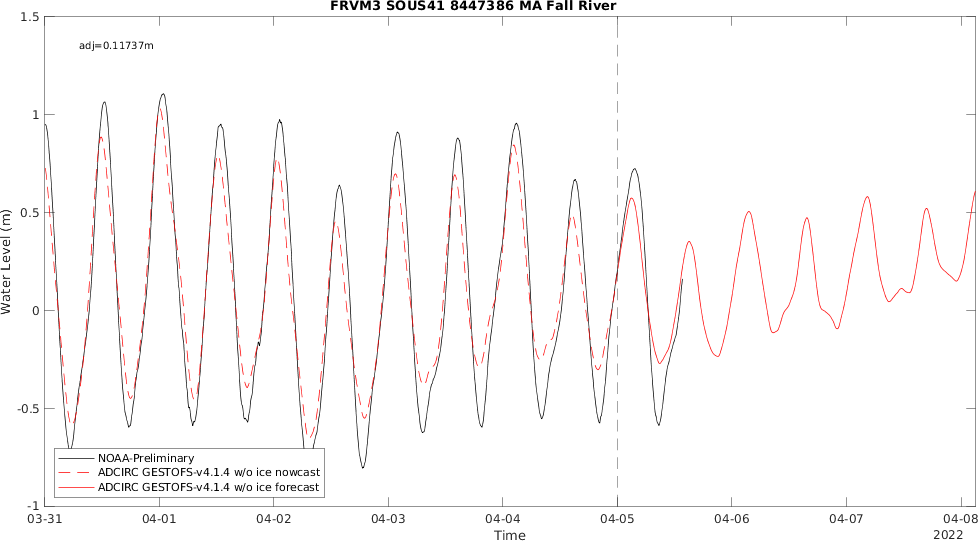 FRVM3 SOUS41 8447386 MA Fall River
adj=0.11737m
1.5
1
0.5
0
-0.5
-1
Water Level (m)
NOAA-Preliminary
ADCIRC GESTOFS-v4.1.4 w/o ice nowcast
ADCIRC GESTOFS-v4.1.4 w/o ice forecast
03-31 04-01 04-02 04-03 04-04 04-05 04-06 04-07 04-08
Time
2022